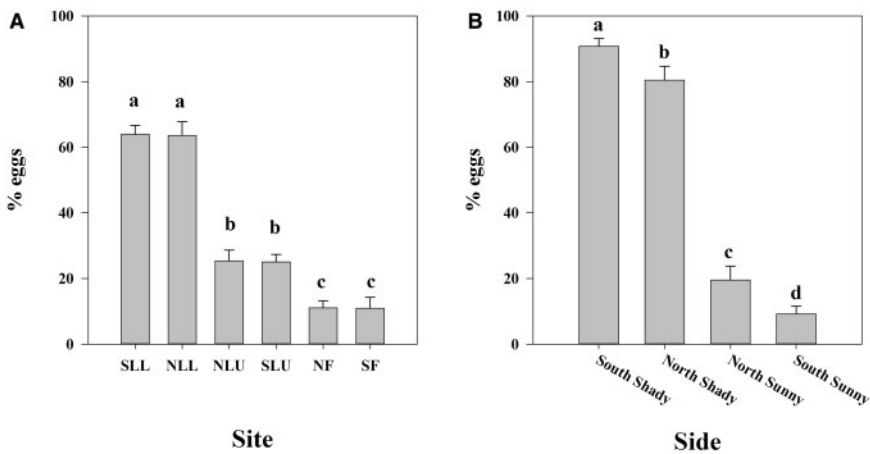 A
100
80
60
40
20
0
% eggs
a a b b c c
SLL NLL NLU SLU NF SF
Site
B
100
80
60
40
20
0
% eggs
a b c d
South Shady North Shady North Sunny South Sunny
Side